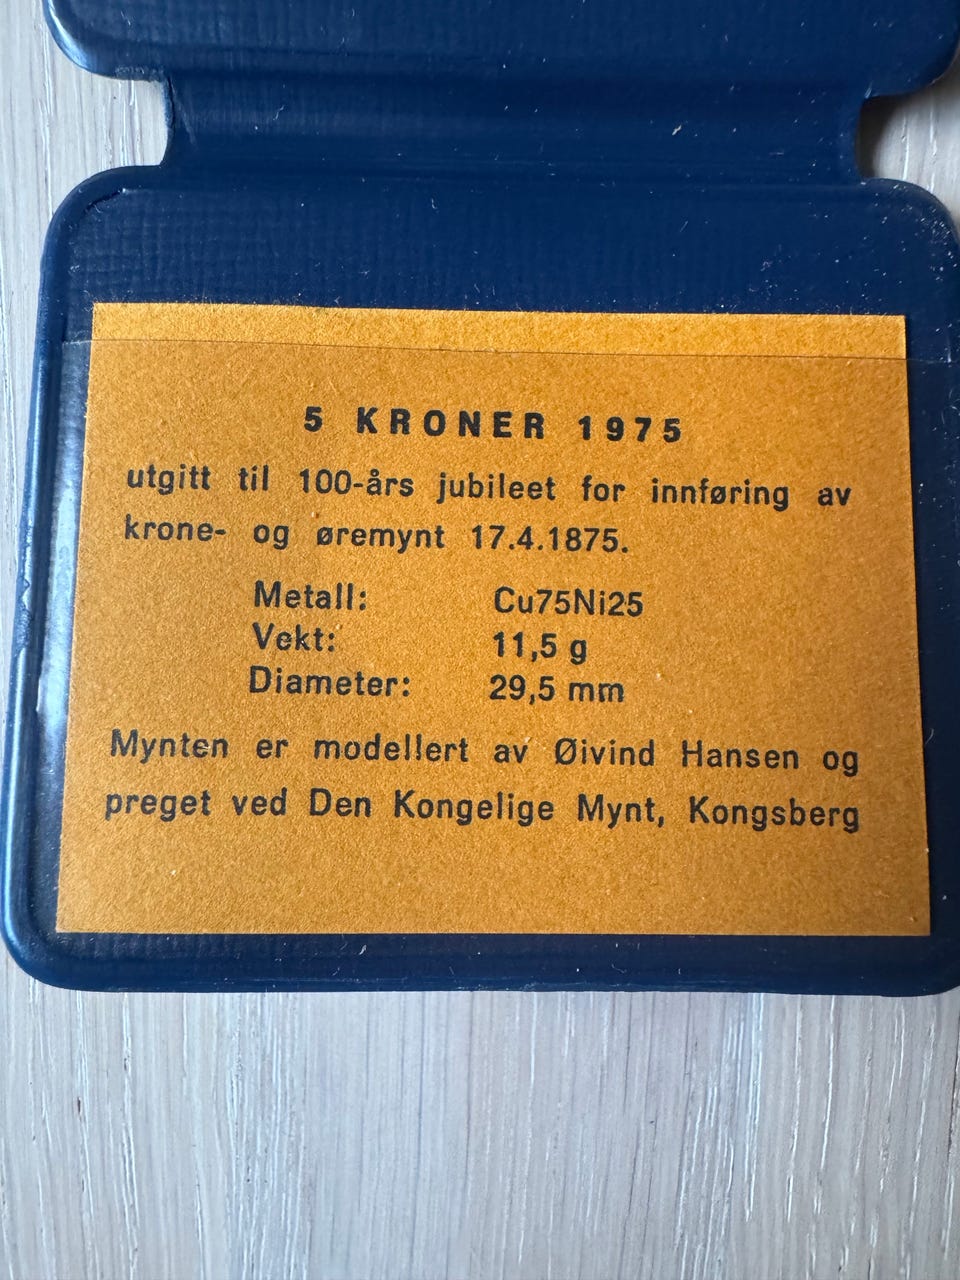 5 KRONER 1975
utgitt til 100-års jubileet for innføring av
krone- og øremynt 17.4.1875.
Metall: Cu75Ni25
Vekt: 11,5 g
Diameter: 29,5 mm
Mynten er modellert av Øivind Hansen og
preget ved Den Kongelige Mynt, Kongsberg